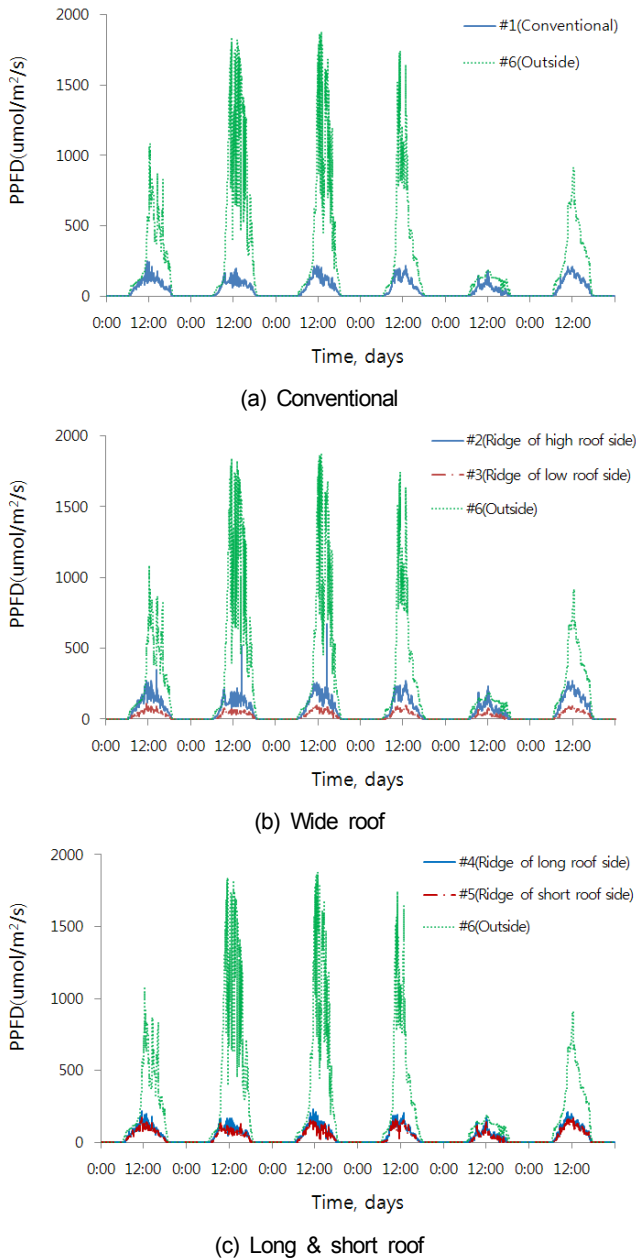 2000
1500
1000
500
0
PPFD(umol/m²/s)
#1(Conventional)
#6(Outside)
0:00 12:00 0:00 12:00 0:00 12:00 0:00 12:00 0:00 12:00 0:00 12:00
Time, days
(a) Conventional
2000
1500
1000
500
0
PPFD(umol/m²/s)
#2(Ridge of high roof side)
#3(Ridge of low roof side)
#6(Outside)
0:00 12:00 0:00 12:00 0:00 12:00 0:00 12:00 0:00 12:00 0:00 12:00
Time, days
(b) Wide roof
2000
1500
1000
500
0
PPFD(umol/m²/s)
#4(Ridge of long roof side)
#5(Ridge of short roof side)
#6(Outside)
0:00 12:00 0:00 12:00 0:00 12:00 0:00 12:00 0:00 12:00 0:00 12:00
Time, days
(c) Long & short roof